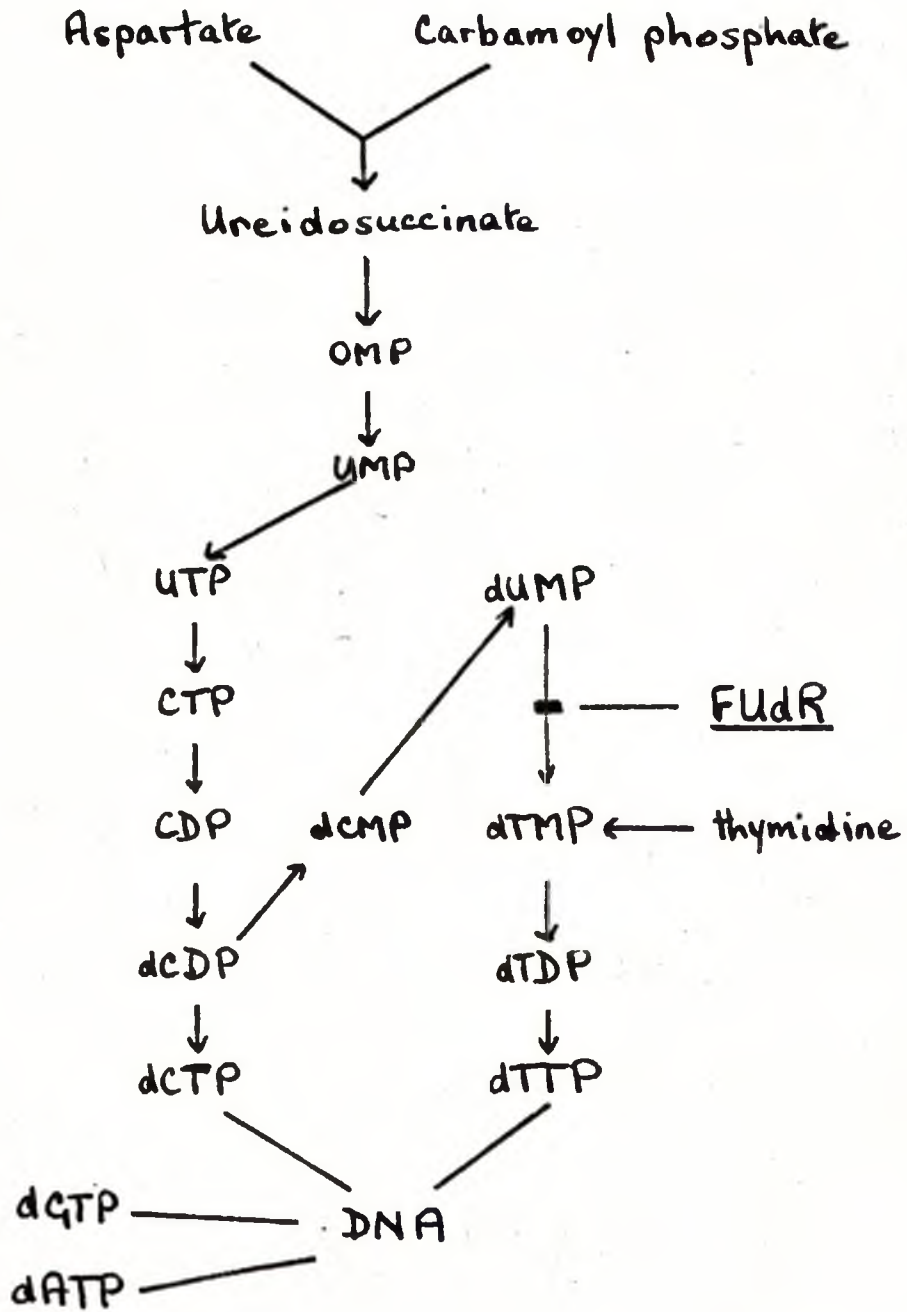 Aspartate Carbamoyl phosphate
Ureidosuccinate
OMP
UMP
UTP dUMP
CTP FUdR
CDP dCMP dTMP thymidine
dCDP dTDP
dCTP dTTP
dGTP DNA
dATP